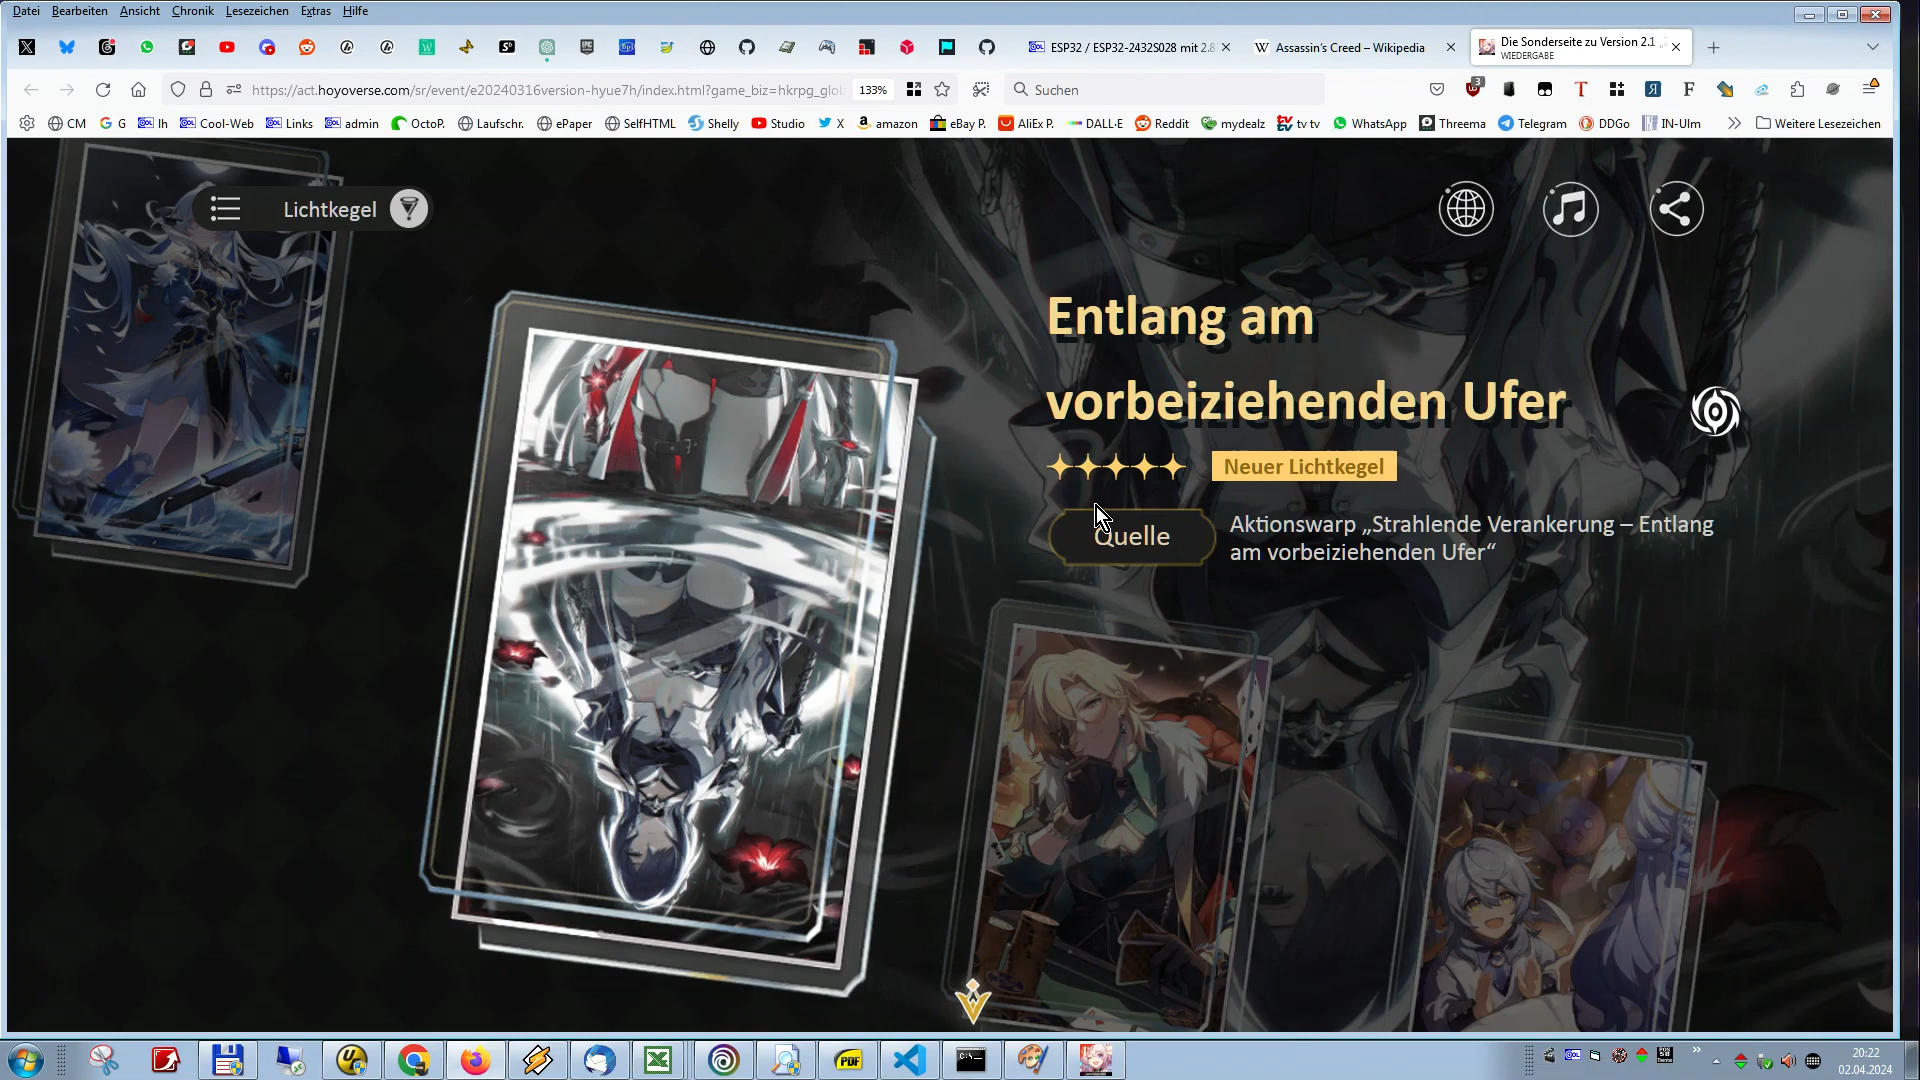 Datei Bearbeiten Ansicht Chronik Lesezeichen Extras Hilfe
ESP32 / ESP32-2432S028 mit 2.8
Assassin's Creed – Wikipedia
Die Sonderseite zu Version 2.1
WIEDERGABE
https://act.hoyoverse.com/sr/event/e20240316version-hyue7h/index.html?game_biz=hkrpg_glob
133%
Suchen
3
CM G lh Cool-Web Links admin OctoP. Laufschr. ePaper SelfHTML Shelly Studio X amazon eBay P. AliEx P. DALL·E Reddit mydealz tv tv WhatsApp Threema Telegram DDGo IN-Ulm Weitere Lesezeichen
Lichtkegel
Entlang am
vorbeiziehenden Ufer
Neuer Lichtkegel
Quelle
Aktionswarp „Strahlende Verankerung – Entlang
am vorbeiziehenden Ufer“
PDF
20:22
02.04.2024